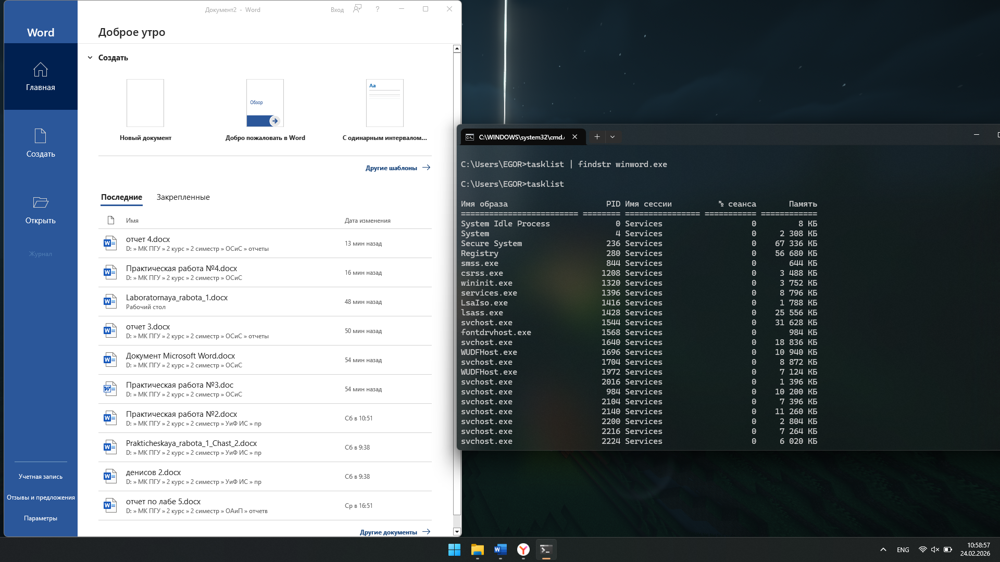 Документ2 - Word
Вход
?
Word
Главная
Создать
Открыть
Журнал
Учетная запись
Отзывы и предложения
Параметры
Доброе утро
Создать
Обзор
Aa
Новый документ
Добро пожаловать в Word
С одинарным интервалом...
Другие шаблоны
Последние Закрепленные
Имя Дата изменения
отчет 4.docx
D: » МК ПГУ » 2 курс » 2 симестр » ОСиС » отчеты
13 мин назад
Практическая работа №4.docx
D: » МК ПГУ » 2 курс » 2 симестр » ОСиС
16 мин назад
Laboratornaya_rabota_1.docx
Рабочий стол
48 мин назад
отчет 3.docx
D: » МК ПГУ » 2 курс » 2 симестр » ОСиС » отчеты
50 мин назад
Документ Microsoft Word.docx
D: » МК ПГУ » 2 курс » 2 симестр » ОСиС
54 мин назад
Практическая работа №3.doc
D: » МК ПГУ » 2 курс » 2 симестр » ОСиС
54 мин назад
Практическая работа №2.docx
D: » МК ПГУ » 2 курс » 2 симестр » УиФ ИС » пр
Сб в 10:51
Prakticheskaya_rabota_1_Chast_2.docx
D: » МК ПГУ » 2 курс » 2 симестр » УиФ ИС » пр
Сб в 9:38
денисов 2.docx
D: » МК ПГУ » 2 курс » 2 симестр » УиФ ИС » пр
Сб в 9:38
отчет по лабе 5.docx
D: » МК ПГУ » 2 курс » 2 симестр » ОАиП » отчетв
Ср в 16:51
Другие документы
C:\WINDOWS\system32\cmd.
C:\Users\EGOR>tasklist | findstr winword.exe
C:\Users\EGOR>tasklist
Имя образа PID Имя сессии № сеанса Память
========================= ======== ================ =========== ============
System Idle Process 0 Services 0 8 КБ
System 4 Services 0 2 308 КБ
Secure System 236 Services 0 67 336 КБ
Registry 280 Services 0 56 680 КБ
smss.exe 844 Services 0 644 КБ
csrss.exe 1208 Services 0 3 488 КБ
wininit.exe 1320 Services 0 3 752 КБ
services.exe 1396 Services 0 8 796 КБ
LsaIso.exe 1416 Services 0 1 788 КБ
lsass.exe 1428 Services 0 25 556 КБ
svchost.exe 1544 Services 0 31 628 КБ
fontdrvhost.exe 1568 Services 0 984 КБ
svchost.exe 1640 Services 0 18 836 КБ
WUDFHost.exe 1696 Services 0 10 940 КБ
svchost.exe 1704 Services 0 8 872 КБ
WUDFHost.exe 1972 Services 0 7 124 КБ
svchost.exe 2016 Services 0 1 396 КБ
svchost.exe 984 Services 0 10 200 КБ
svchost.exe 2104 Services 0 7 396 КБ
svchost.exe 2140 Services 0 11 260 КБ
svchost.exe 2200 Services 0 2 804 КБ
svchost.exe 2216 Services 0 7 264 КБ
svchost.exe 2224 Services 0 6 020 КБ
ENG
10:58:57
24.02.2026